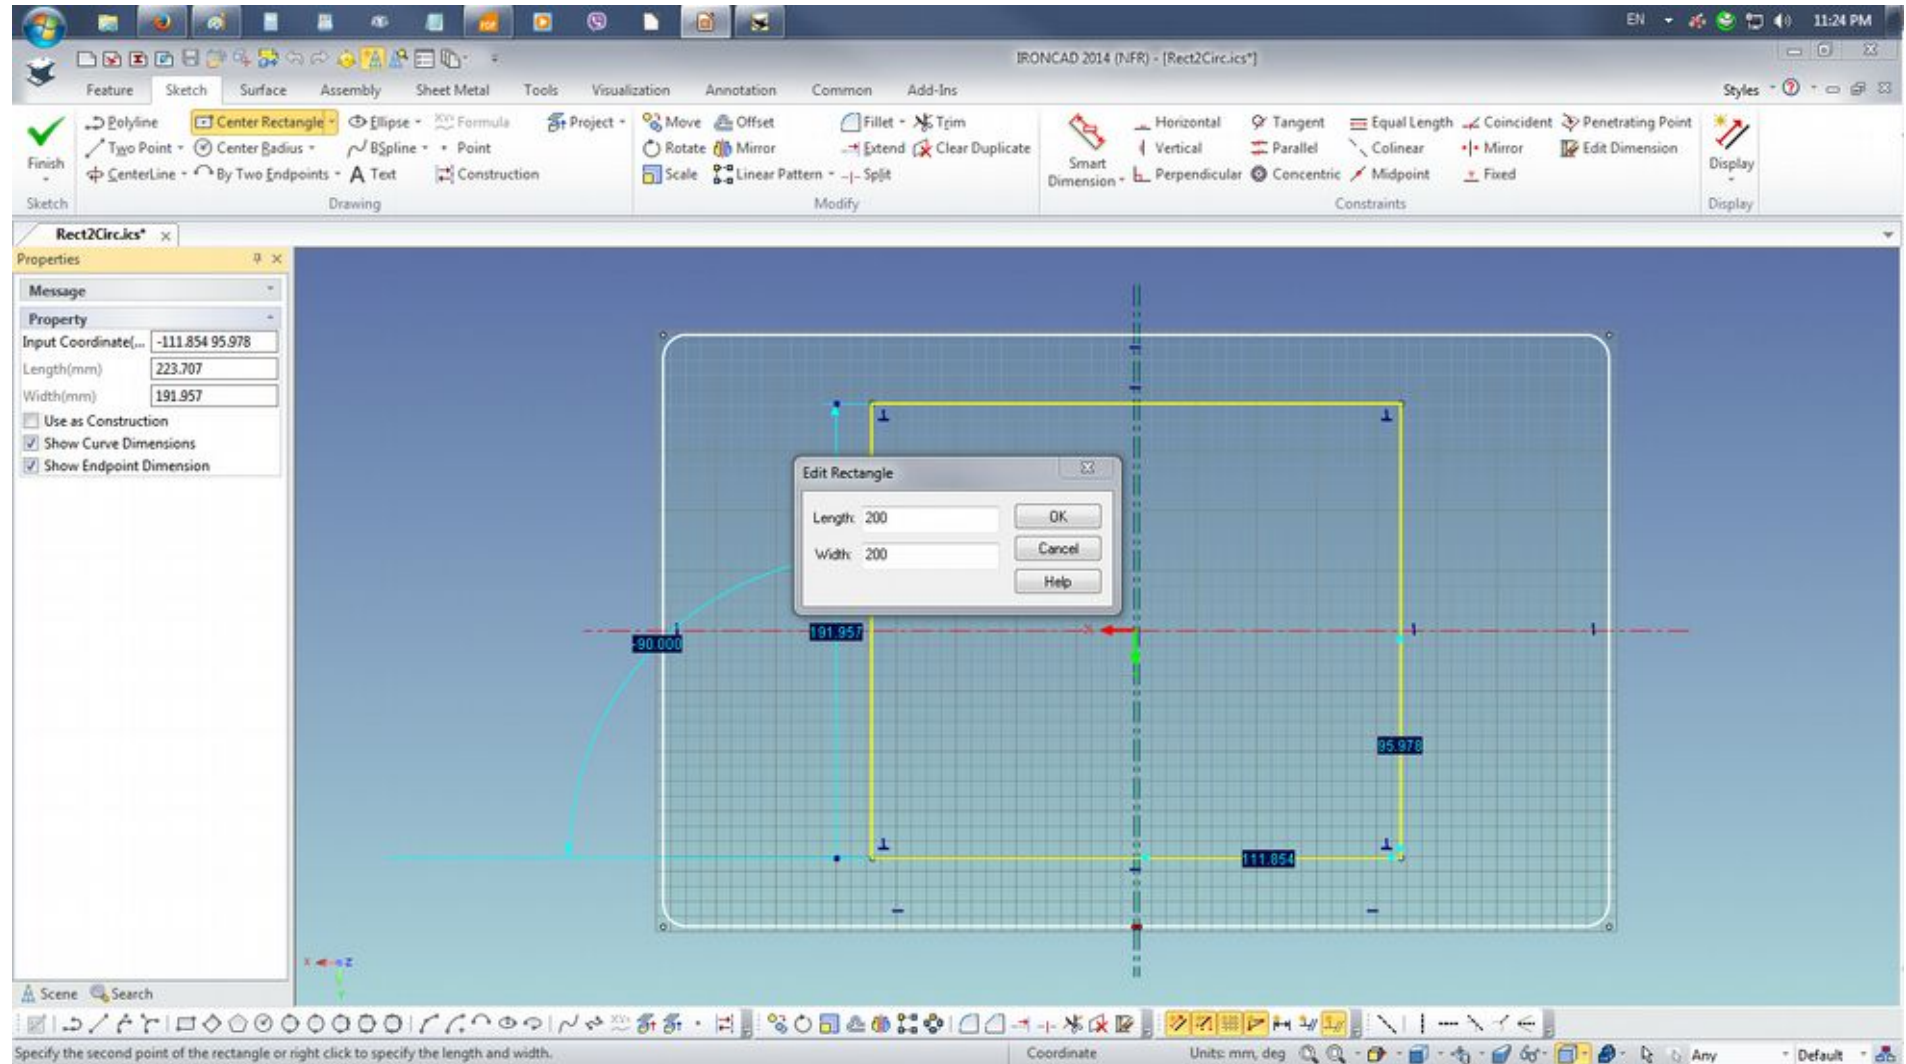 EN 11:24 PM
IRONCAD 2014 (NFR) - [Rect2Circ.ics*]
Feature Sketch Surface Assembly Sheet Metal Tools Visualization Annotation Common Add-Ins Styles
Polyline Center Rectangle Ellipse Formula Project Move Offset Fillet Trim Horizontal Tangent Equal Length Coincident Penetrating Point
Two Point Center Radius BSpline Point Rotate Mirror Extend Clear Duplicate Vertical Parallel Colinear Mirror Edit Dimension
Finish Smart Dimension Display
CenterLine By Two Endpoints A Text Construction Scale Linear Pattern Split Perpendicular Concentric Midpoint Fixed
Sketch Drawing Modify Constraints Display
Rect2Circ.ics*
Properties
Message
Property
Input Coordinate(... -111.854 95.978
Length(mm) 223.707
Width(mm) 191.957
Use as Construction
Show Curve Dimensions
Show Endpoint Dimension
Edit Rectangle
Length: 200 OK
Width: 200 Cancel
Help
-90.000
191.957
X
95.978
111.854
X Z
Y
Scene Search
Specify the second point of the rectangle or right click to specify the length and width. Coordinate Units: mm, deg Any Default